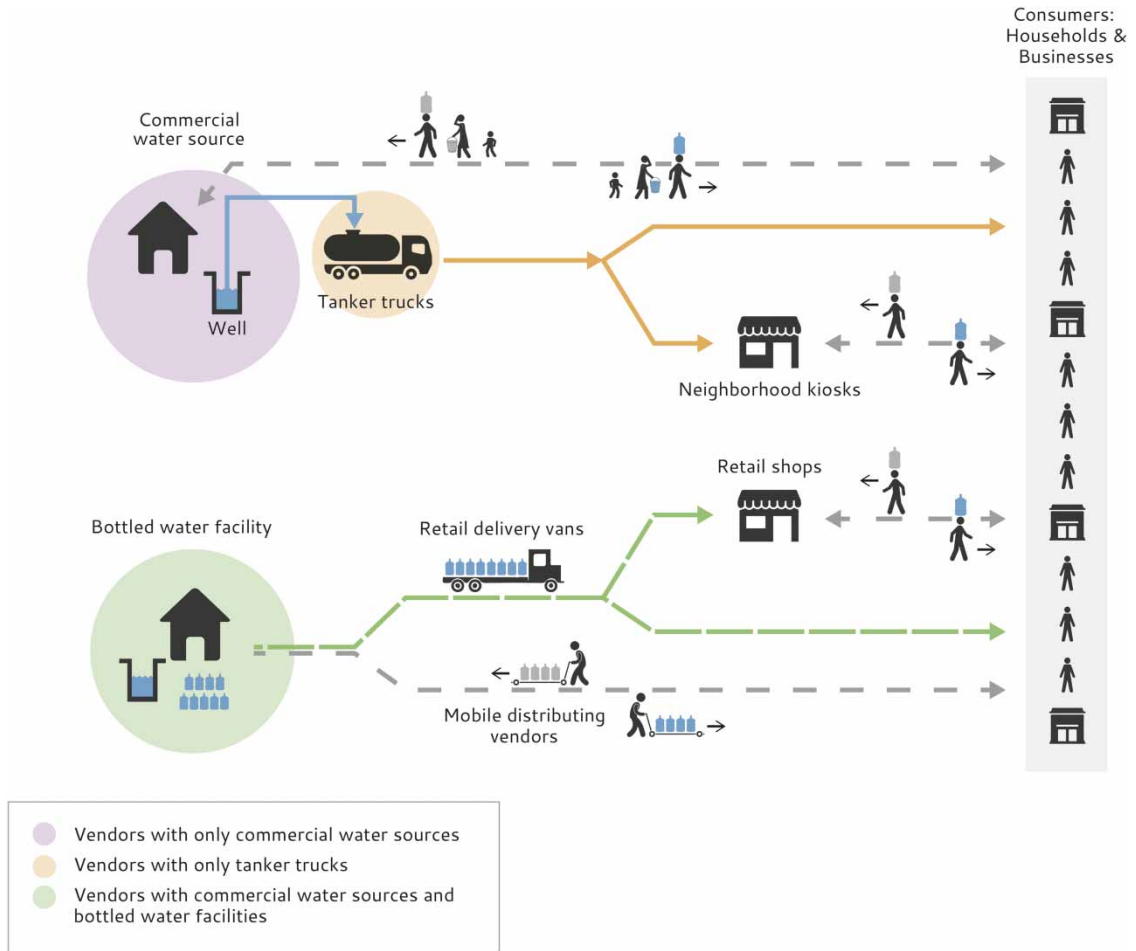 Consumers:
Households &
Businesses
Commercial
water source
Tanker trucks
Well
Neighborhood kiosks
Retail shops
Bottled water facility
Retail delivery vans
Mobile distributing
vendors
Vendors with only commercial water sources
Vendors with only tanker trucks
Vendors with commercial water sources and
bottled water facilities